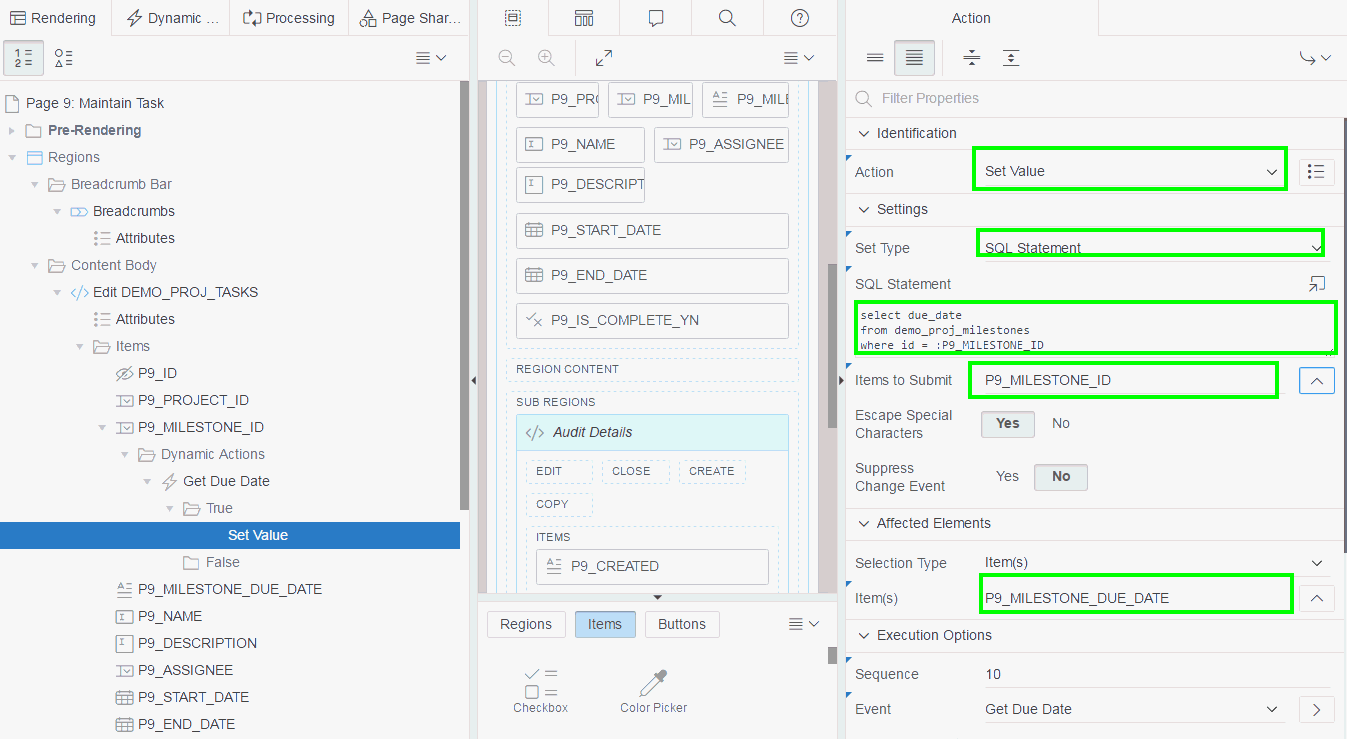 Rendering
Dynamic ...
Processing
Page Shar...
Page 9: Maintain Task
Pre-Rendering
Regions
Breadcrumb Bar
Breadcrumbs
Attributes
Content Body
Edit DEMO_PROJ_TASKS
Attributes
Items
P9_ID
P9_PROJECT_ID
P9_MILESTONE_ID
Dynamic Actions
Get Due Date
True
Set Value
False
P9_MILESTONE_DUE_DATE
P9_NAME
P9_DESCRIPTION
P9_ASSIGNEE
P9_START_DATE
P9_END_DATE
P9_PRO
P9_MIL
P9_MILE
P9_NAME
P9_ASSIGNEE
P9_DESCRIPT
P9_START_DATE
P9_END_DATE
P9_IS_COMPLETE_YN
REGION CONTENT
SUB REGIONS
Audit Details
EDIT
CLOSE
CREATE
COPY
ITEMS
P9_CREATED
Regions
Items
Buttons
Checkbox
Color Picker
Action
Filter Properties
Identification
Action
Set Value
Settings
Set Type
SQL Statement
SQL Statement
select due_date
from demo_proj_milestones
where id = :P9_MILESTONE_ID
Items to Submit
P9_MILESTONE_ID
Escape Special
Characters
Yes
No
Suppress
Change Event
Yes
No
Affected Elements
Selection Type
Item(s)
Item(s)
P9_MILESTONE_DUE_DATE
Execution Options
Sequence
10
Event
Get Due Date